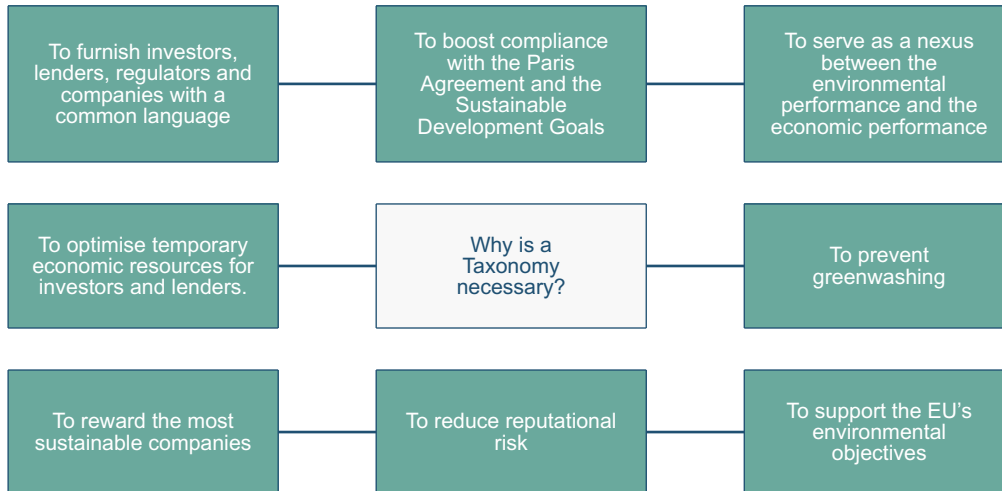 To furnish investors,
lenders, regulators and
companies with a
common language
To boost compliance
with the Paris
Agreement and the
Sustainable
Development Goals
To serve as a nexus
between the
environmental
performance and the
economic performance
To optimise temporary
economic resources for
investors and lenders.
Why is a
Taxonomy
necessary?
To prevent
greenwashing
To reward the most
sustainable companies
To reduce reputational
risk
To support the EU's
environmental
objectives